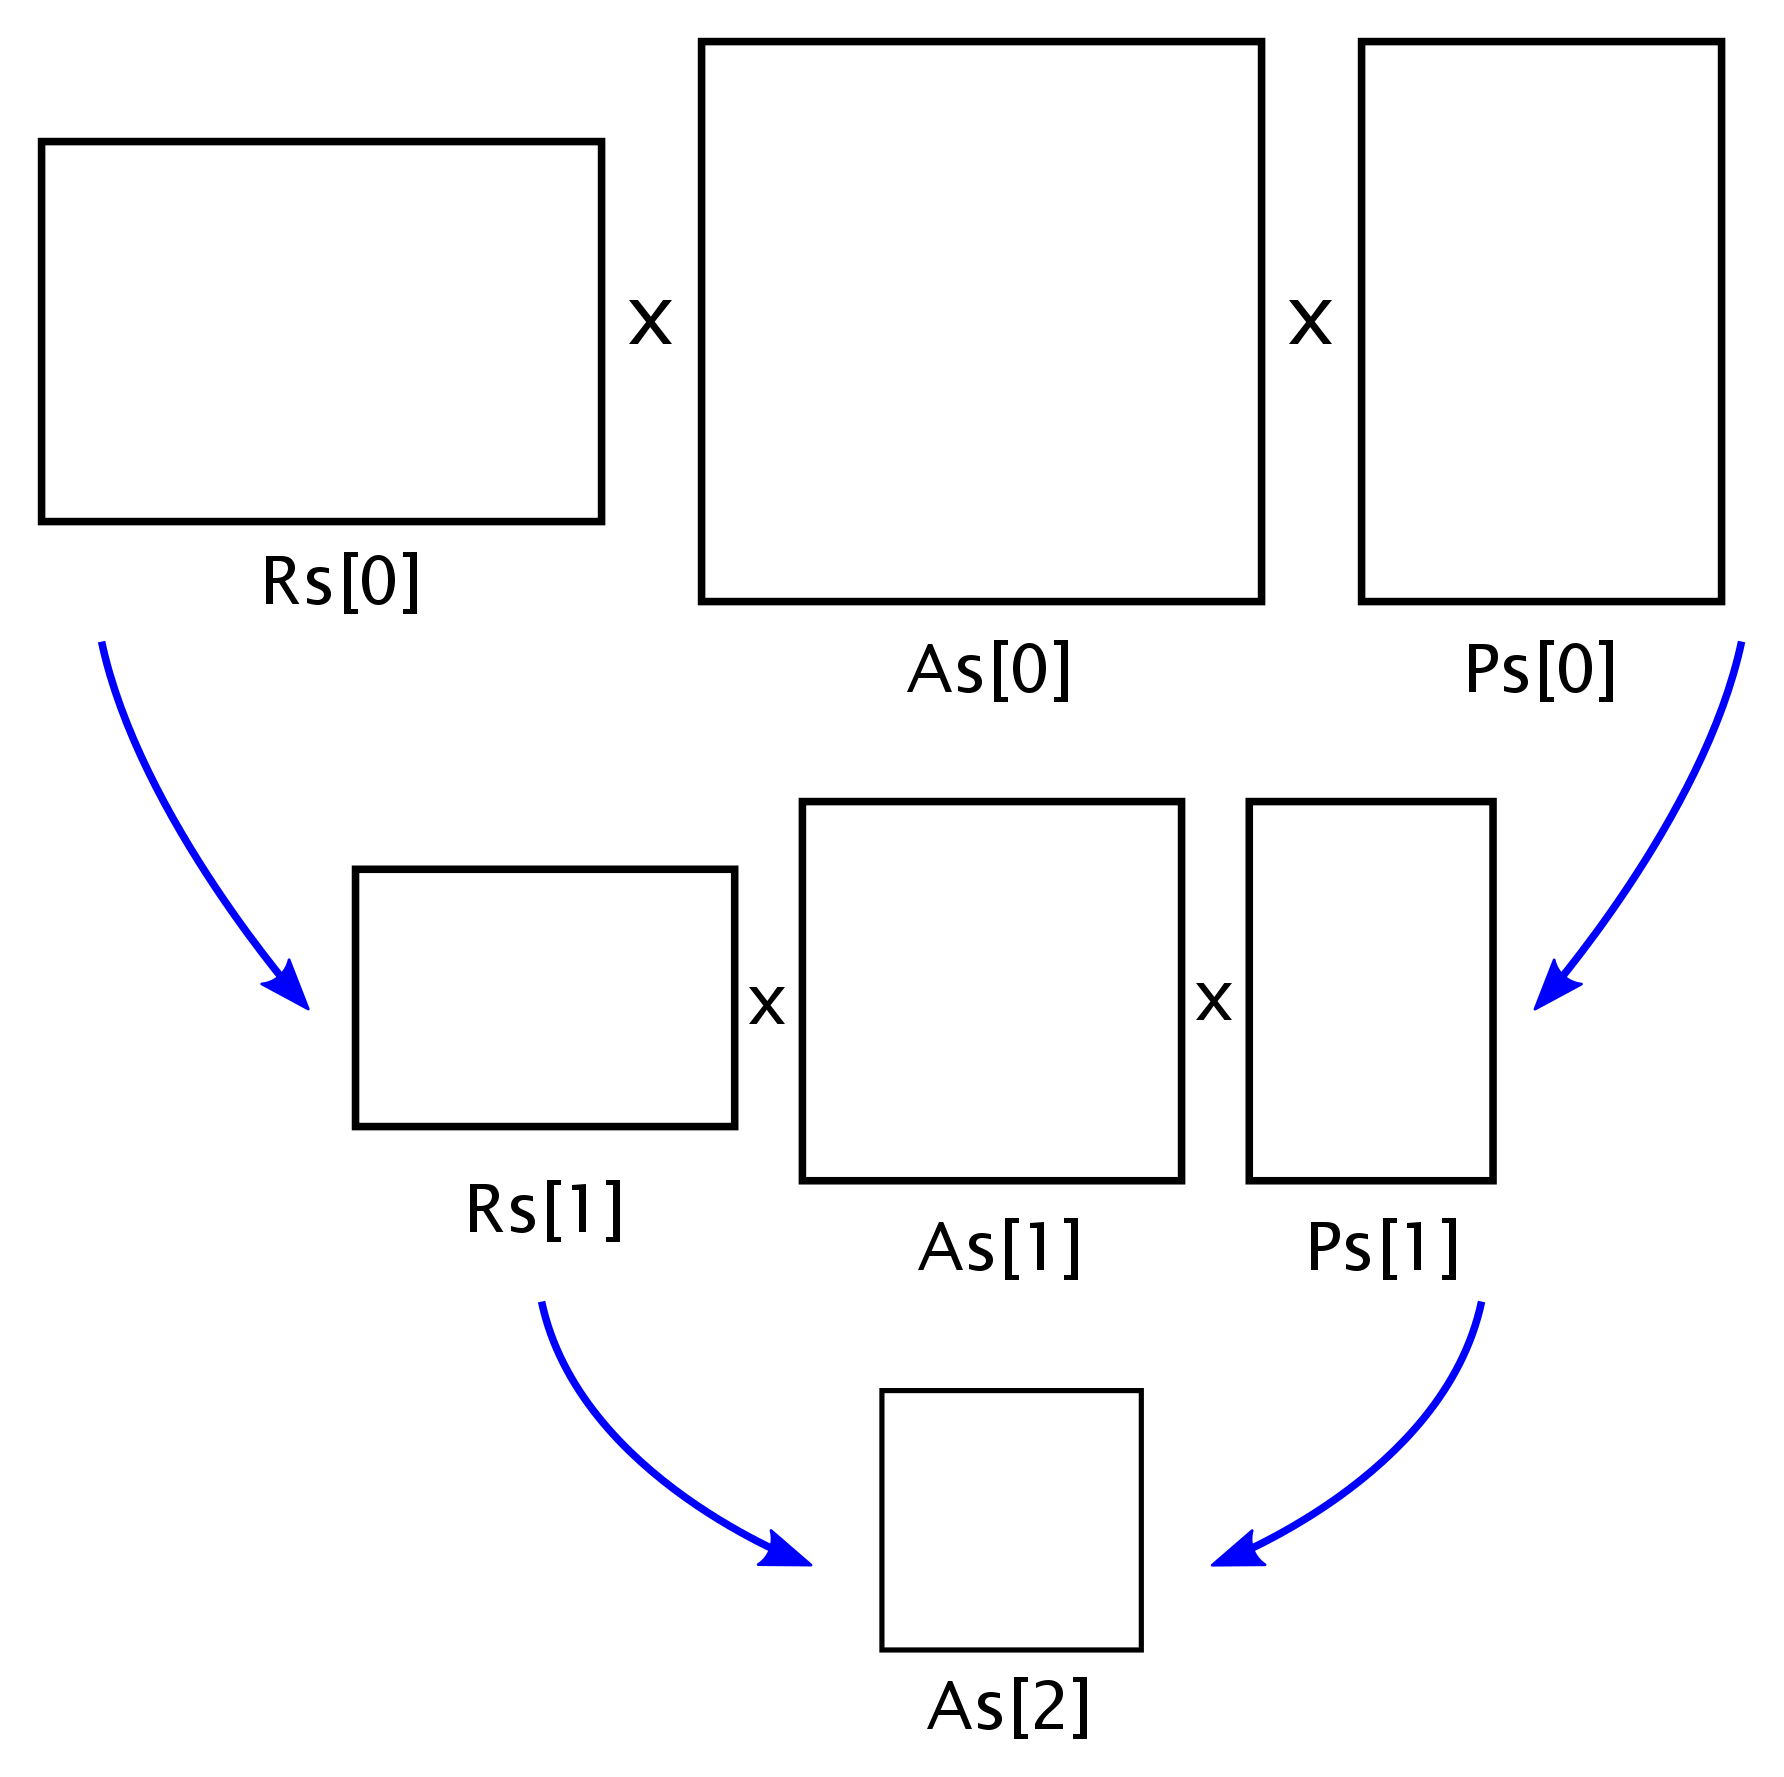 x
x
Rs[0]
As[0]
Ps[0]
x
x
Rs[1]
As[1]
Ps[1]
As[2]